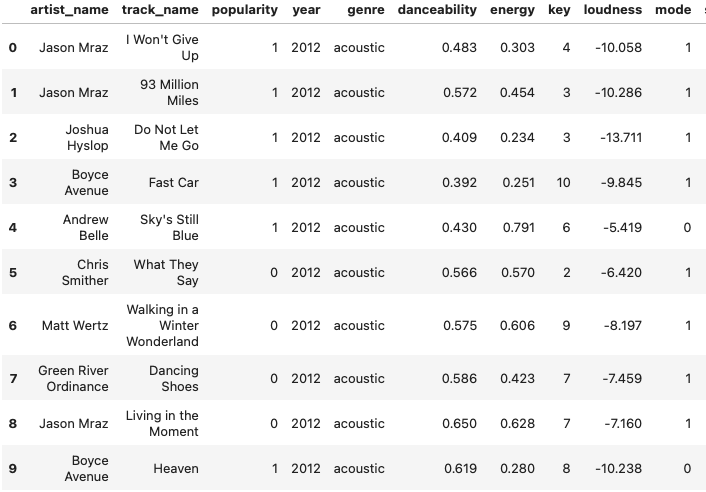 artist_name track_name popularity year genre danceability energy key loudness mode
0 Jason Mraz I Won't Give Up 1 2012 acoustic 0.483 0.303 4 -10.058 1
1 Jason Mraz 93 Million Miles 1 2012 acoustic 0.572 0.454 3 -10.286 1
2 Joshua Hyslop Do Not Let Me Go 1 2012 acoustic 0.409 0.234 3 -13.711 1
3 Boyce Avenue Fast Car 1 2012 acoustic 0.392 0.251 10 -9.845 1
4 Andrew Belle Sky's Still Blue 1 2012 acoustic 0.430 0.791 6 -5.419 0
5 Chris Smither What They Say 0 2012 acoustic 0.566 0.570 2 -6.420 1
6 Matt Wertz Walking in a Winter Wonderland 0 2012 acoustic 0.575 0.606 9 -8.197 1
7 Green River Ordinance Dancing Shoes 0 2012 acoustic 0.586 0.423 7 -7.459 1
8 Jason Mraz Living in the Moment 0 2012 acoustic 0.650 0.628 7 -7.160 1
9 Boyce Avenue Heaven 1 2012 acoustic 0.619 0.280 8 -10.238 0